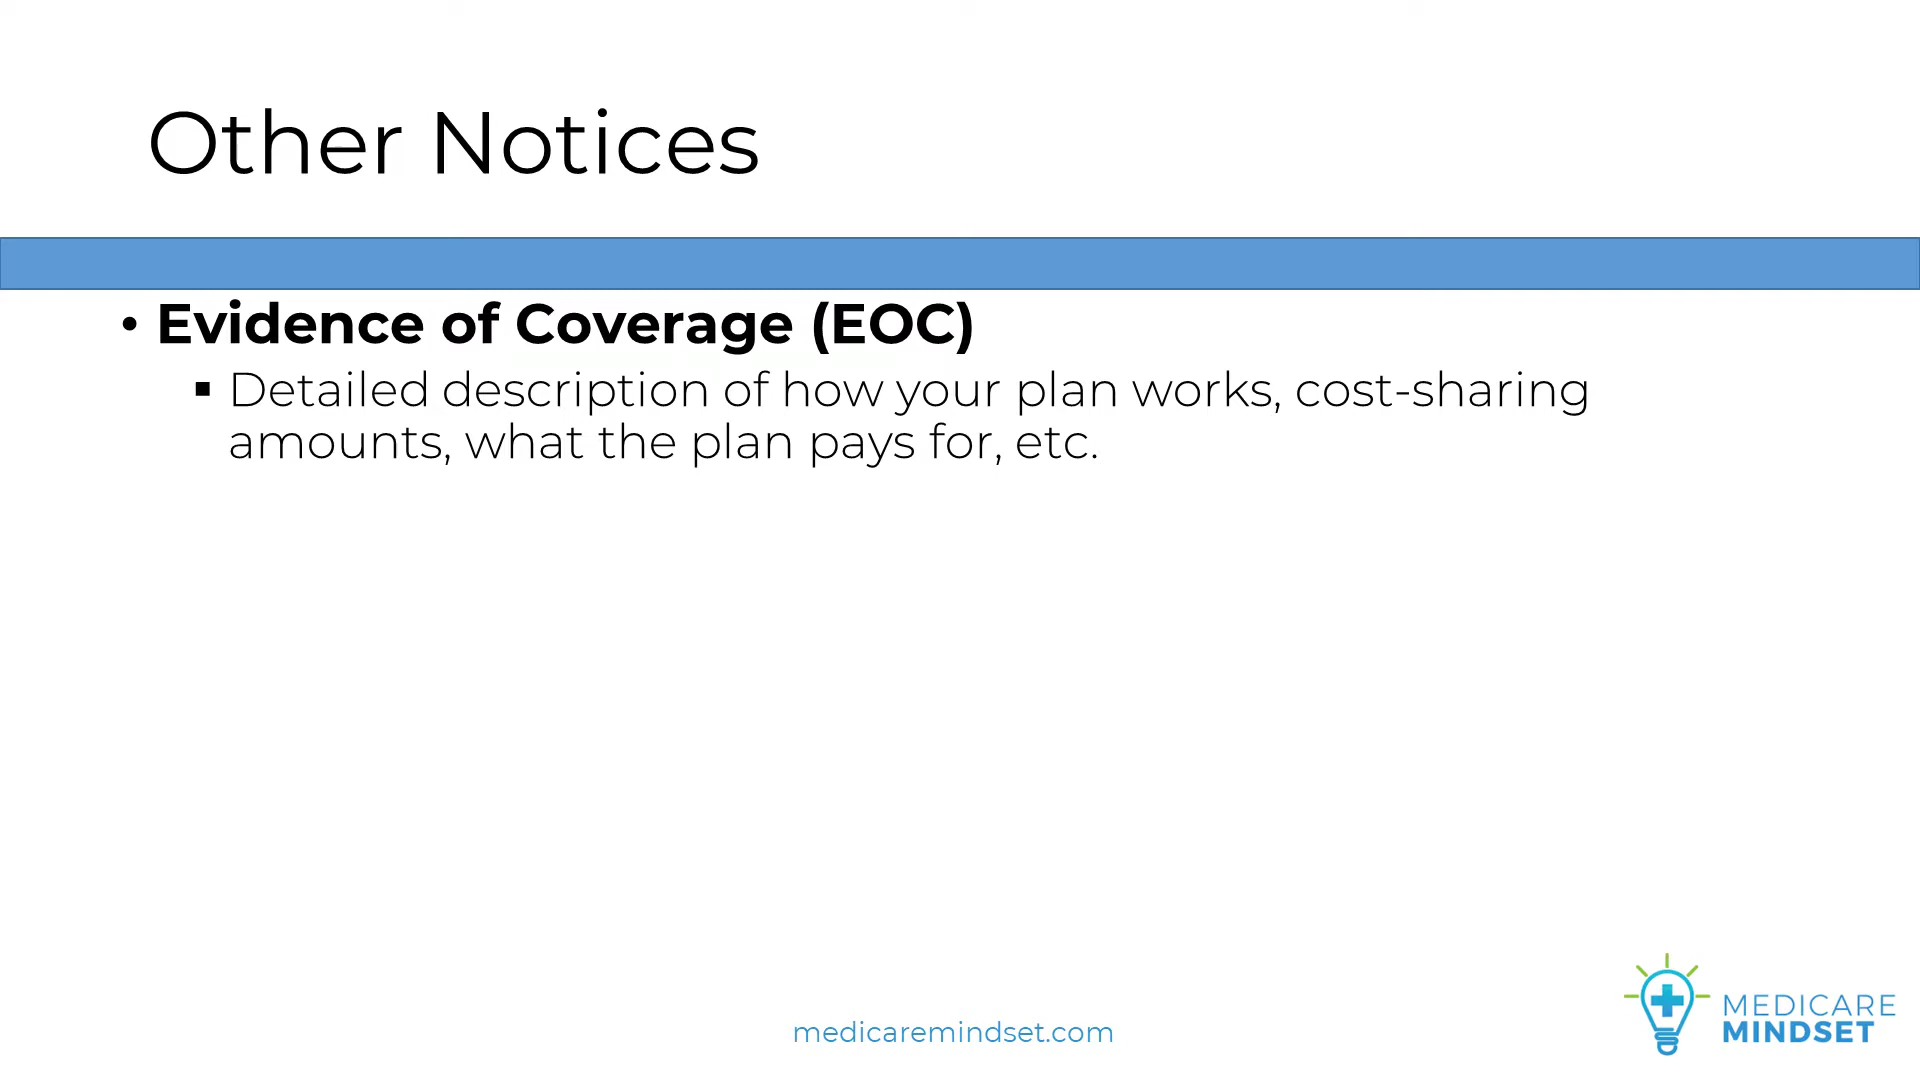 Other Notices
• Evidence of Coverage (EOC)
▪ Detailed description of how your plan works, cost-sharing
amounts, what the plan pays for, etc.
medicaremindset.com
MEDICARE
MINDSET